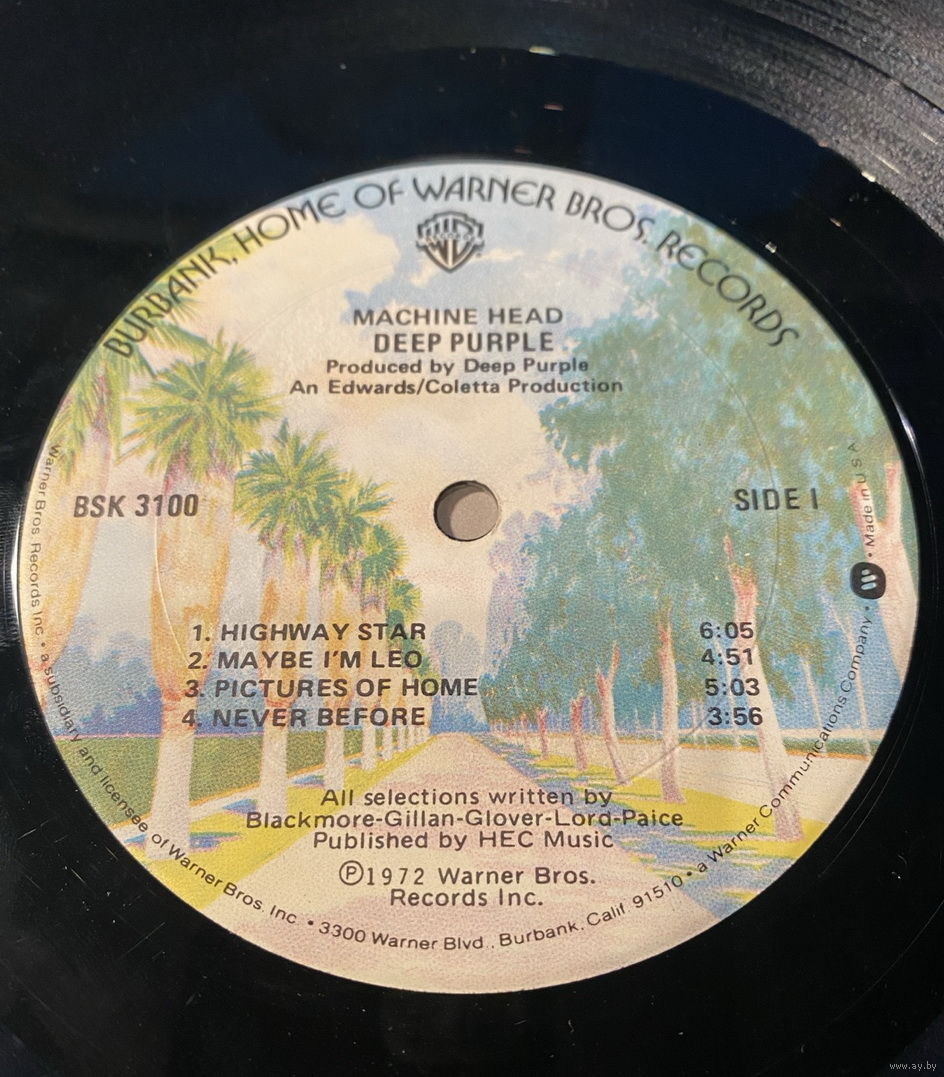 BURBANK, HOME OF WARNER BROS. RECORDS
MACHINE HEAD
DEEP PURPLE
Produced by Deep Purple
An Edwards/Coletta Production
BSK 3100
SIDE 1
1. HIGHWAY STAR 6:05
2. MAYBE I'M LEO 4:51
3. PICTURES OF HOME 5:03
4. NEVER BEFORE 3:56
All selections written by
Blackmore-Gillan-Glover-Lord-Paice
Published by HEC Music
Ⓟ1972 Warner Bros.
Records Inc.
Warner Bros. Records Inc. • a subsidiary and licensee of Warner Bros. Inc. • 3300 Warner Blvd., Burbank, Calif. 91510 • a Warner Communications Company • Made in U.S.A.
www.ay.by